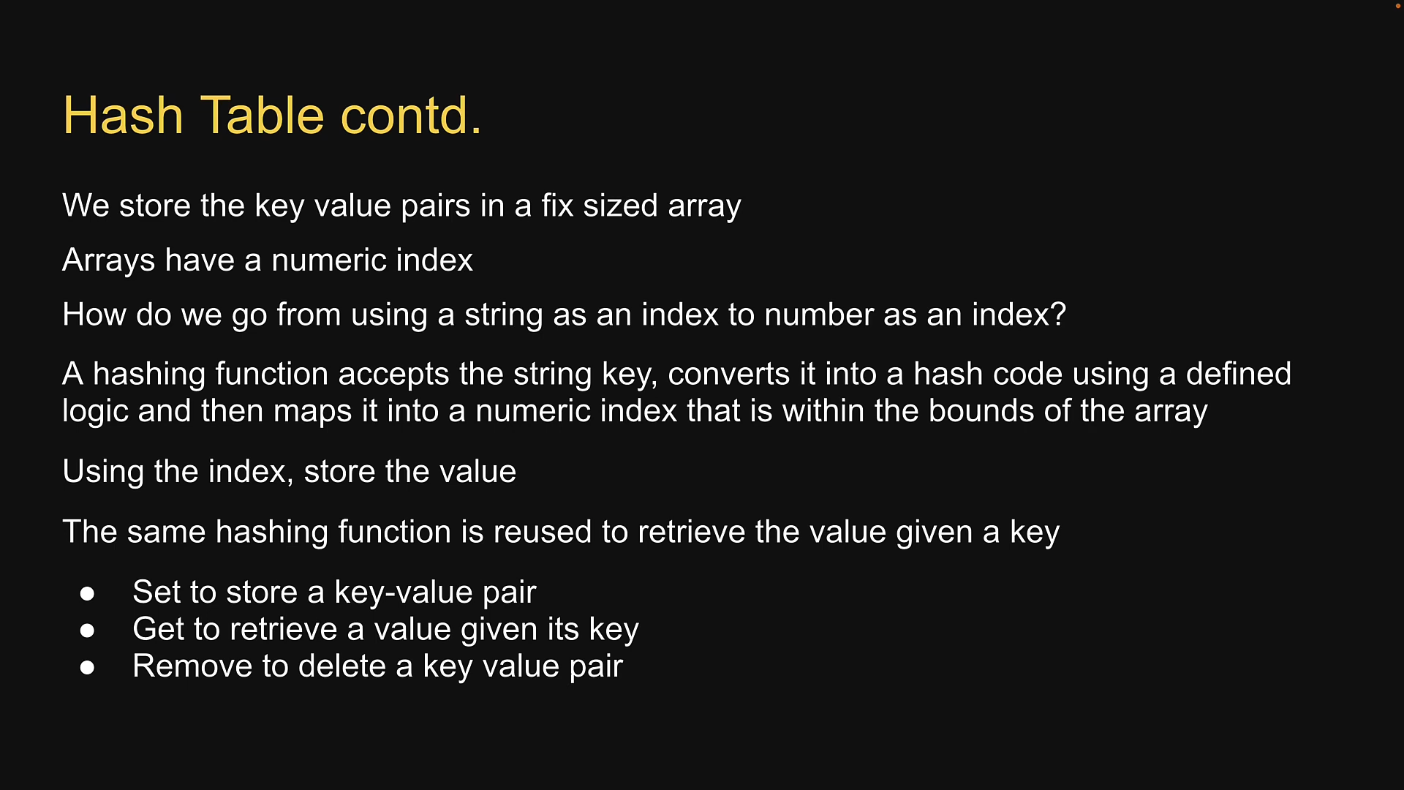 Hash Table contd.
We store the key value pairs in a fix sized array
Arrays have a numeric index
How do we go from using a string as an index to number as an index?
A hashing function accepts the string key, converts it into a hash code using a defined
logic and then maps it into a numeric index that is within the bounds of the array
Using the index, store the value
The same hashing function is reused to retrieve the value given a key
● Set to store a key-value pair
● Get to retrieve a value given its key
● Remove to delete a key value pair